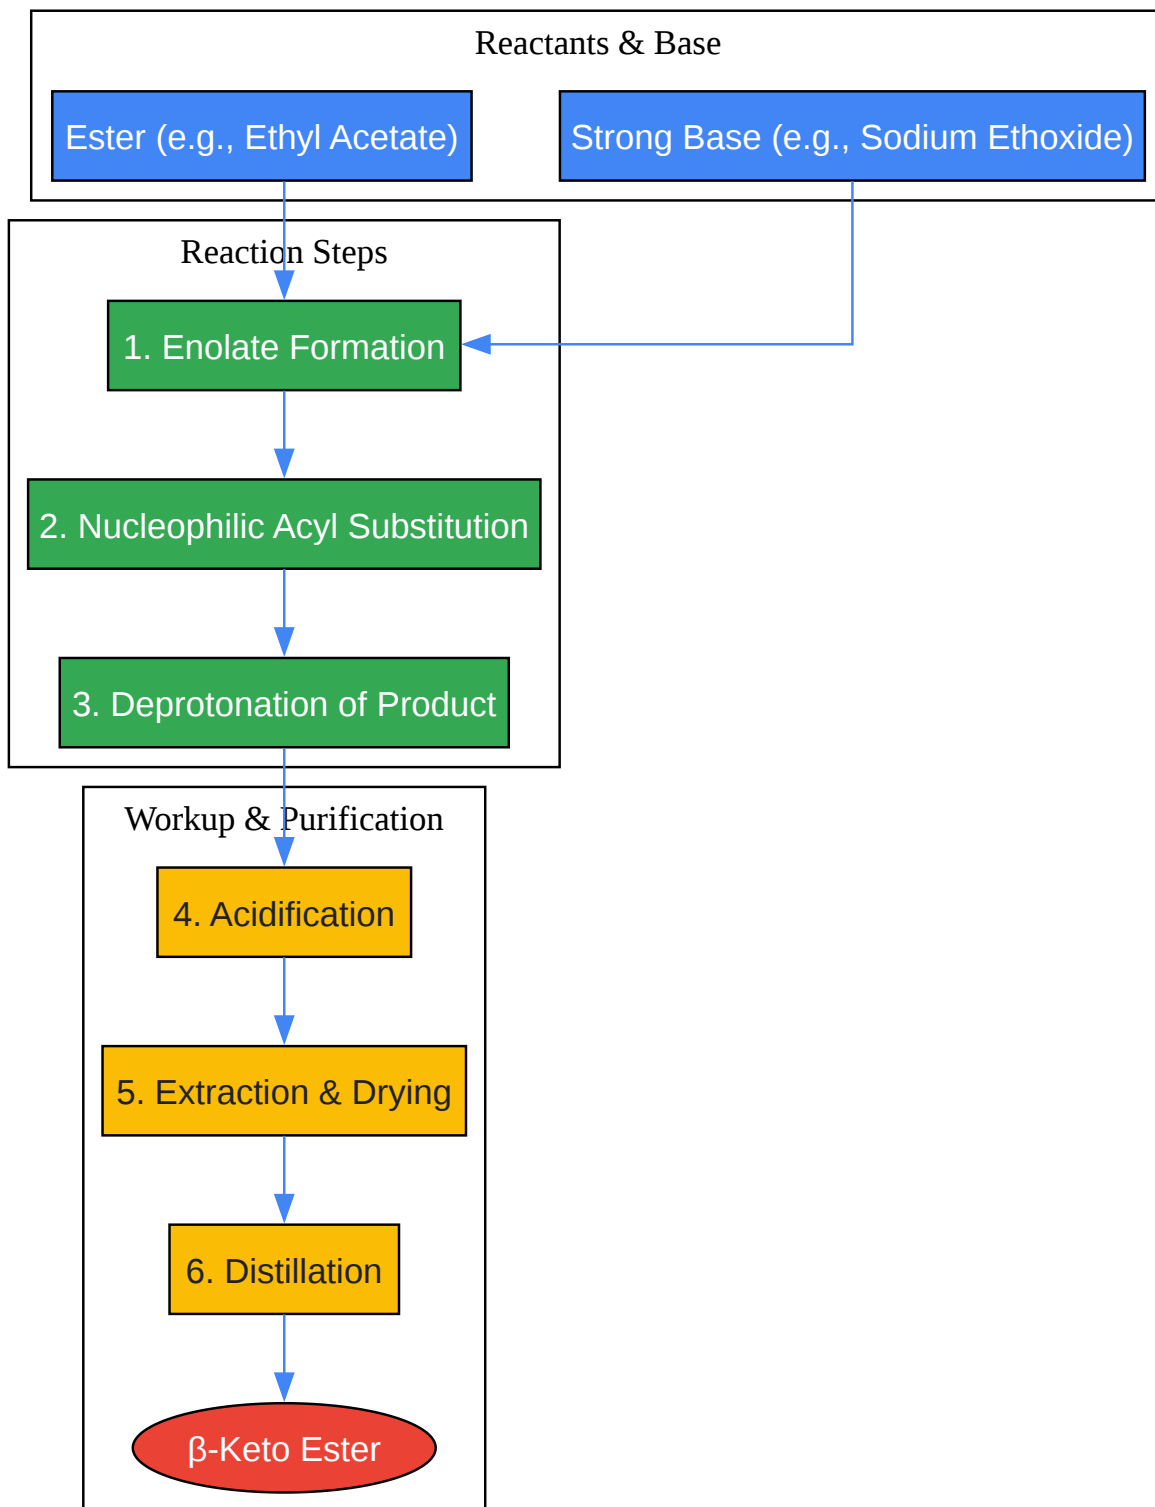 Reactants & Base
Ester (e.g., Ethyl Acetate)
Strong Base (e.g., Sodium Ethoxide)
Reaction Steps
1. Enolate Formation
2. Nucleophilic Acyl Substitution
3. Deprotonation of Product
Workup & Purification
4. Acidification
5. Extraction & Drying
6. Distillation
β-Keto Ester